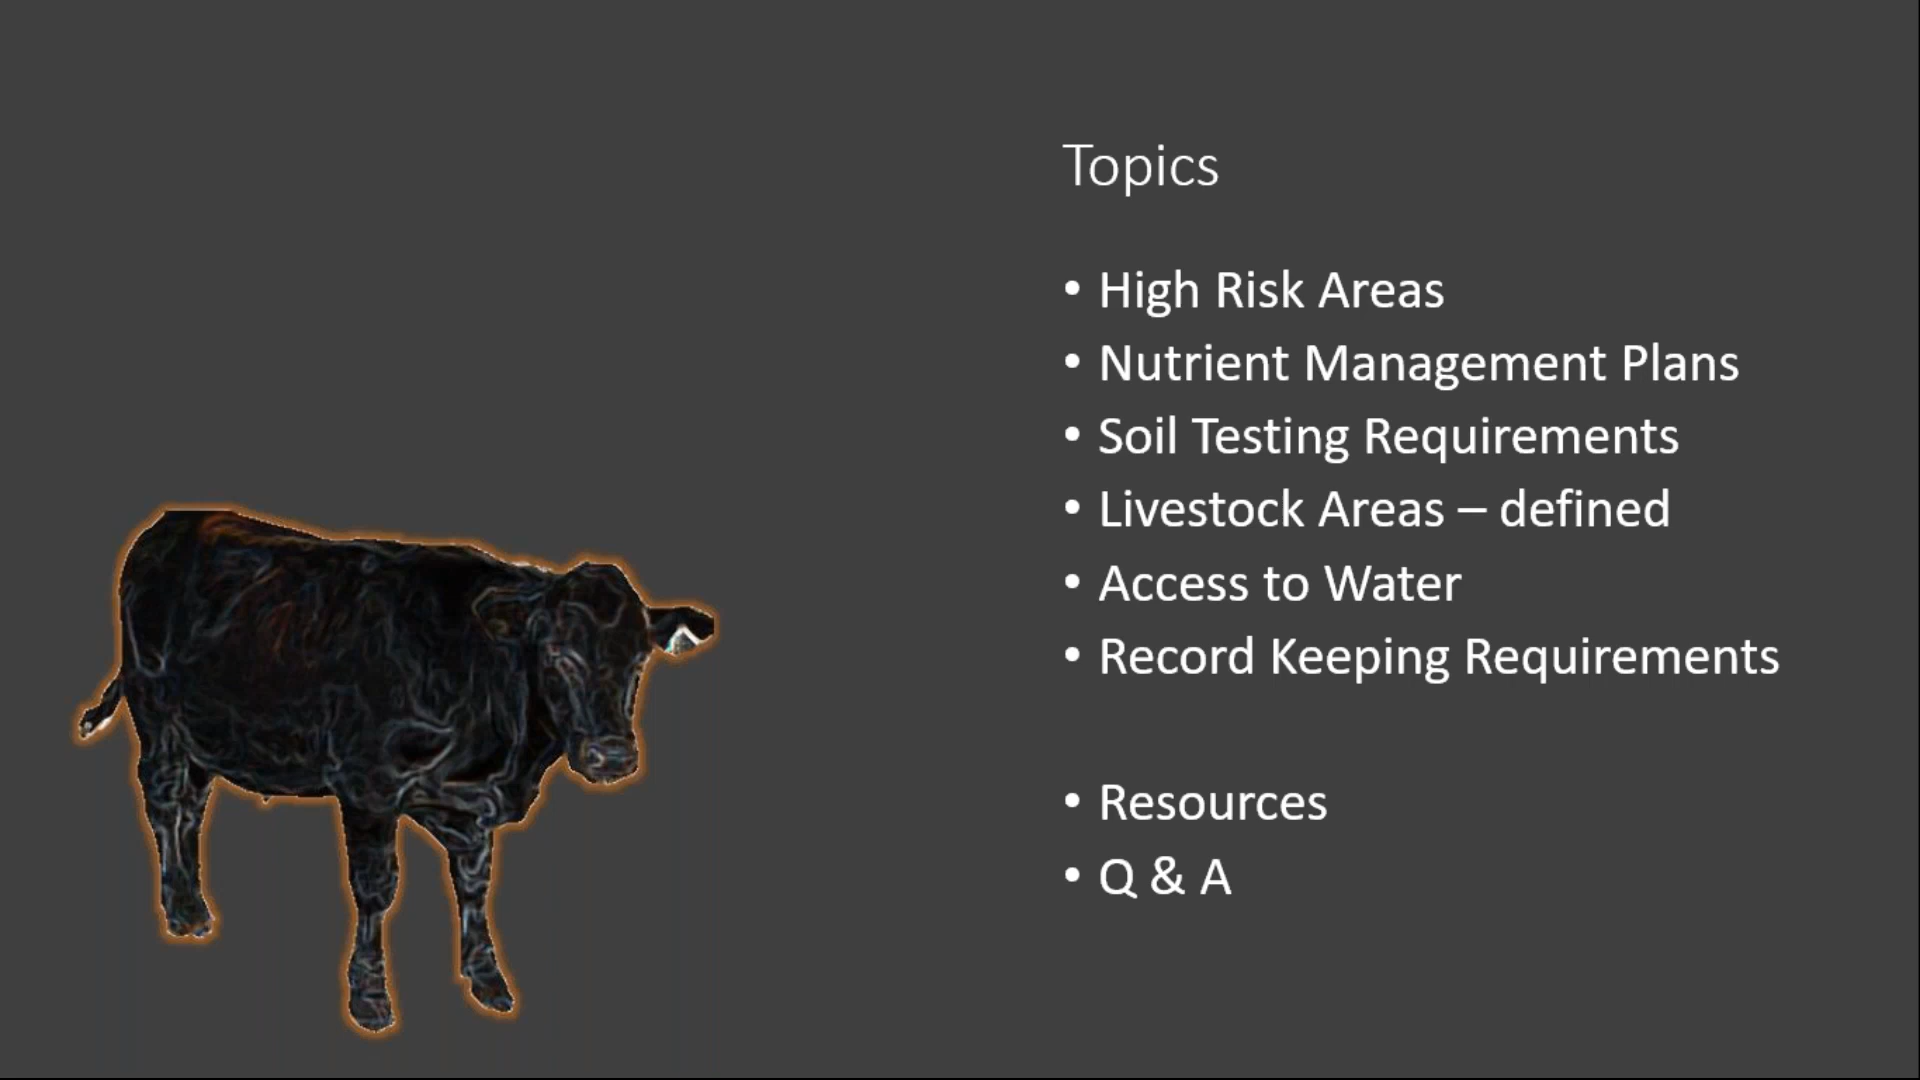 Topics
• High Risk Areas
• Nutrient Management Plans
• Soil Testing Requirements
• Livestock Areas – defined
• Access to Water
• Record Keeping Requirements
• Resources
• Q & A